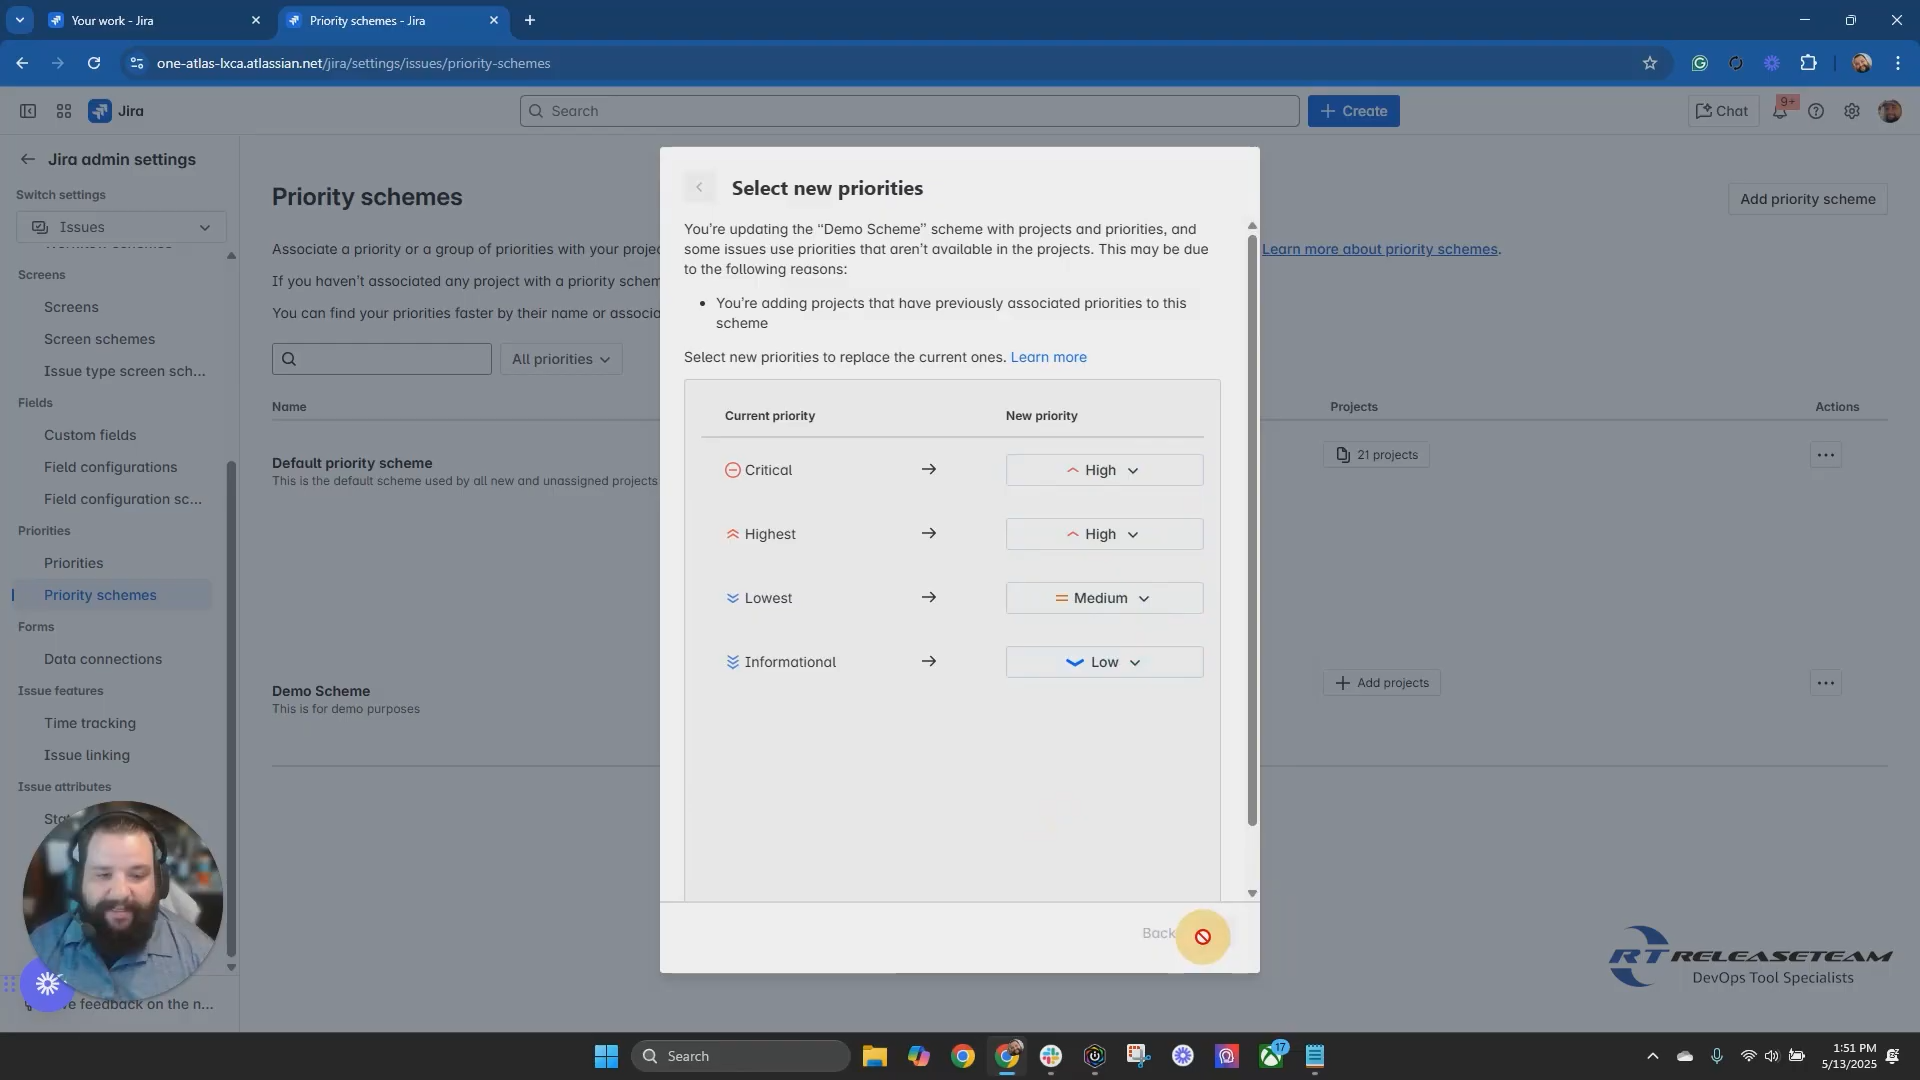 Your work - Jira
Priority schemes - Jira
one-atlas-lxca.atlassian.net/jira/settings/issues/priority-schemes
Jira
Search
Create
Chat
9+
Jira admin settings
Switch settings
Issues
Screens
Screens
Screen schemes
Issue type screen sch...
Fields
Custom fields
Field configurations
Field configuration sc...
Priorities
Priorities
Priority schemes
Forms
Data connections
Issue features
Time tracking
Issue linking
Issue attributes
feedback on the n...
Priority schemes
Add priority scheme
Associate a priority or a group of priorities with your
Learn more about priority schemes.
If you haven't associated any project with a priority
You can find your priorities faster by their name or
All priorities
Name
Projects
Actions
Default priority scheme
This is the default scheme used by all new and unassigned projects
21 projects
Demo Scheme
This is for demo purposes
Add projects
Select new priorities
You're updating the “Demo Scheme” scheme with projects and priorities, and
some issues use priorities that aren't available in the projects. This may be due
to the following reasons:
• You're adding projects that have previously associated priorities to this
scheme
Select new priorities to replace the current ones. Learn more
Current priority
New priority
Critical
High
Highest
High
Lowest
Medium
Informational
Low
Back
RT RELEASETEAM
DevOps Tool Specialists
Search
17
1:51 PM
5/13/2025